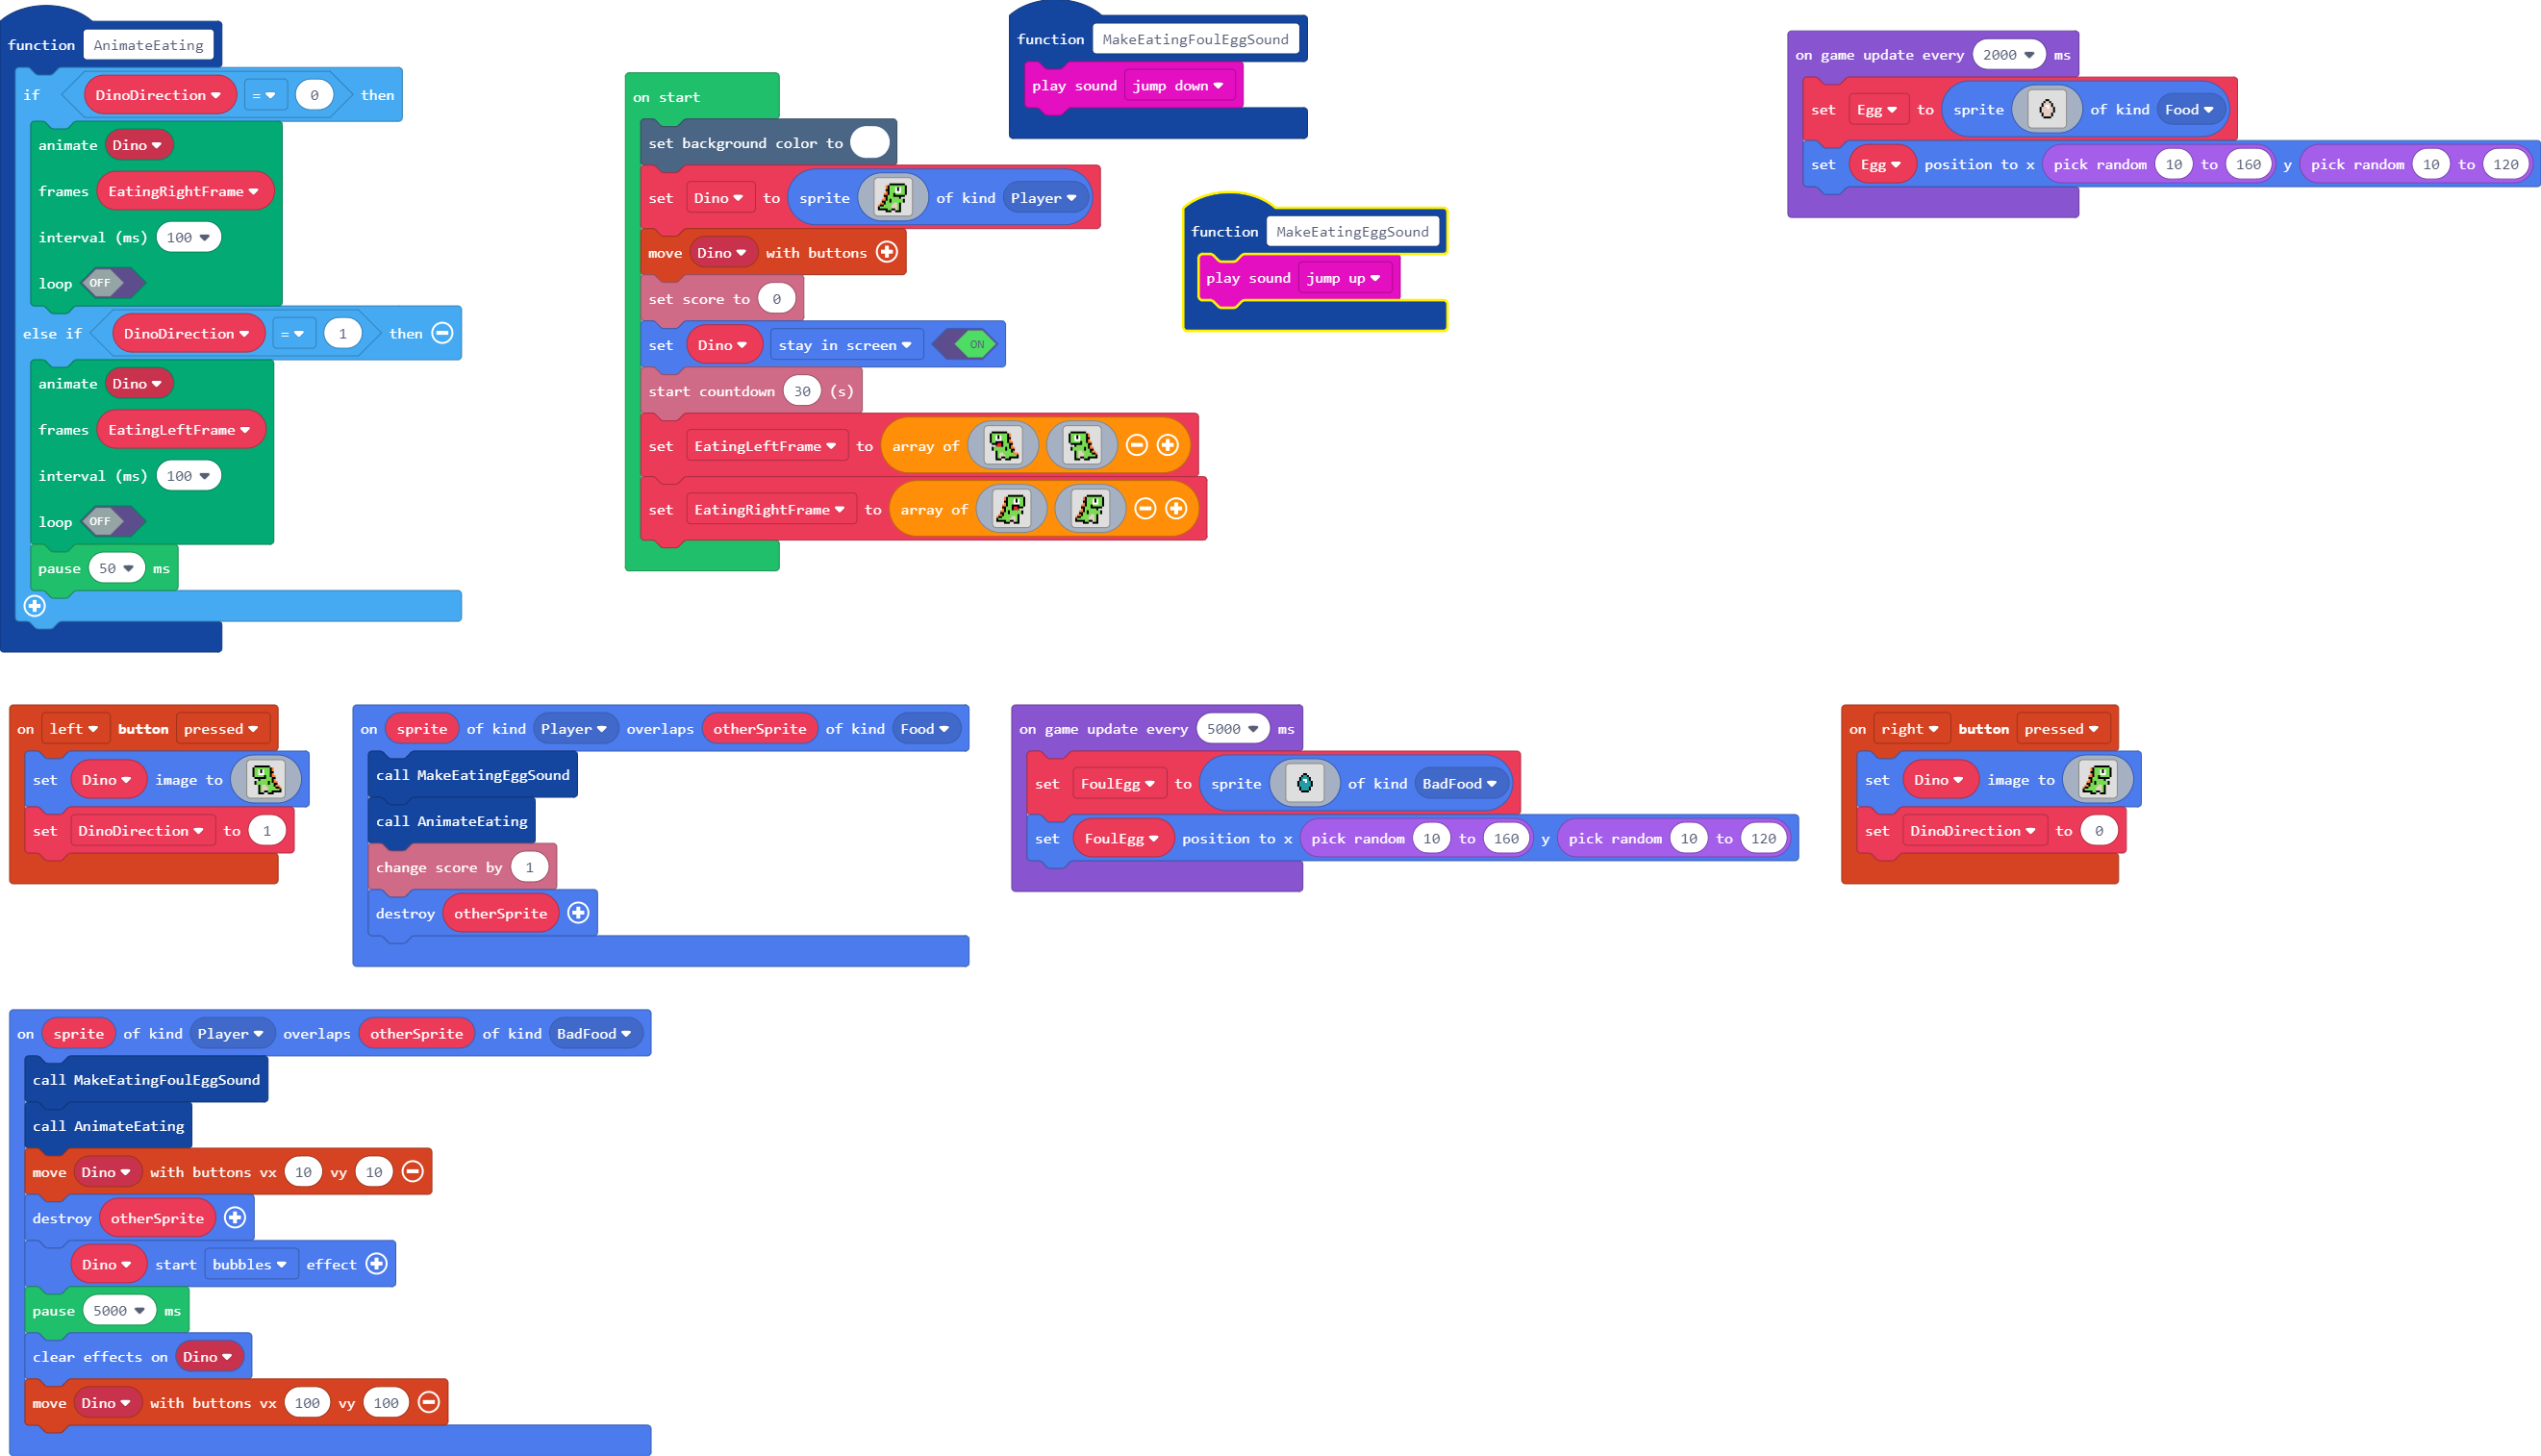 function AnimateEating
if DinoDirection = 0 then
animate Dino
frames EatingRightFrame
interval (ms) 100
loop OFF
else if DinoDirection = 1 then
animate Dino
frames EatingLeftFrame
interval (ms) 100
loop OFF
pause 50 ms
on start
set background color to
set Dino to sprite of kind Player
move Dino with buttons
set score to 0
set Dino stay in screen ON
start countdown 30 (s)
set EatingLeftFrame to array of
set EatingRightFrame to array of
function MakeEatingFoulEggSound
play sound jump down
function MakeEatingEggSound
play sound jump up
on game update every 2000 ms
set Egg to sprite of kind Food
set Egg position to x pick random 10 to 160 y pick random 10 to 120
on left button pressed
set Dino image to
set DinoDirection to 1
on sprite of kind Player overlaps otherSprite of kind Food
call MakeEatingEggSound
call AnimateEating
change score by 1
destroy otherSprite
on game update every 5000 ms
set FoulEgg to sprite of kind BadFood
set FoulEgg position to x pick random 10 to 160 y pick random 10 to 120
on right button pressed
set Dino image to
set DinoDirection to 0
on sprite of kind Player overlaps otherSprite of kind BadFood
call MakeEatingFoulEggSound
call AnimateEating
move Dino with buttons vx 10 vy 10
destroy otherSprite
Dino start bubbles effect
pause 5000 ms
clear effects on Dino
move Dino with buttons vx 100 vy 100